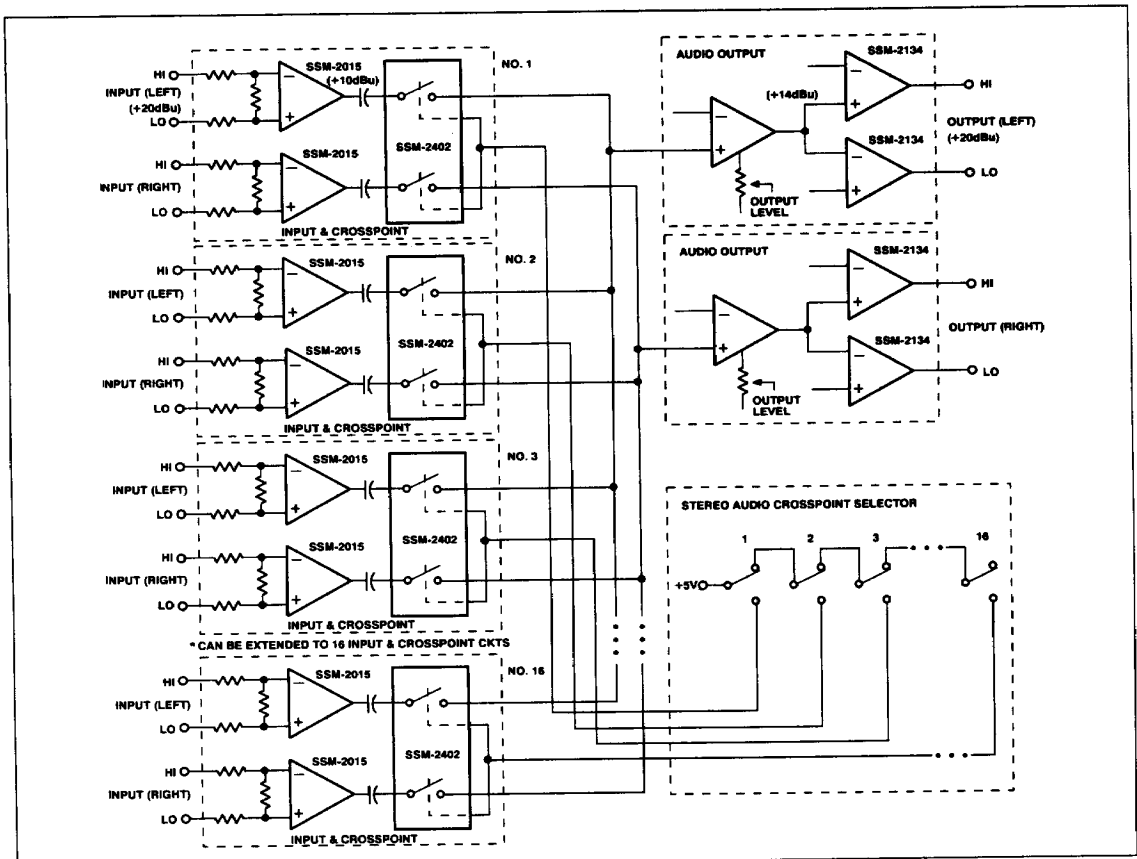 SSM-2015
(+10dBu)
NO. 1
HI
INPUT (LEFT)
(+20dBu)
LO
SSM-2015
SSM-2402
HI
INPUT (RIGHT)
LO
INPUT & CROSSPOINT
SSM-2015
NO. 2
HI
INPUT (LEFT)
LO
SSM-2015
SSM-2402
HI
INPUT (RIGHT)
LO
INPUT & CROSSPOINT
SSM-2015
NO. 3
HI
INPUT (LEFT)
LO
SSM-2015
SSM-2402
HI
INPUT (RIGHT)
LO
INPUT & CROSSPOINT
* CAN BE EXTENDED TO 16 INPUT & CROSSPOINT CKTS
SSM-2015
NO. 16
HI
INPUT (LEFT)
LO
SSM-2015
SSM-2402
HI
INPUT (RIGHT)
LO
INPUT & CROSSPOINT
AUDIO OUTPUT
SSM-2134
(+14dBu)
HI
OUTPUT (LEFT)
(+20dBu)
SSM-2134
LO
OUTPUT
LEVEL
AUDIO OUTPUT
SSM-2134
HI
OUTPUT (RIGHT)
SSM-2134
LO
OUTPUT
LEVEL
STEREO AUDIO CROSSPOINT SELECTOR
1 2 3 16
+5V